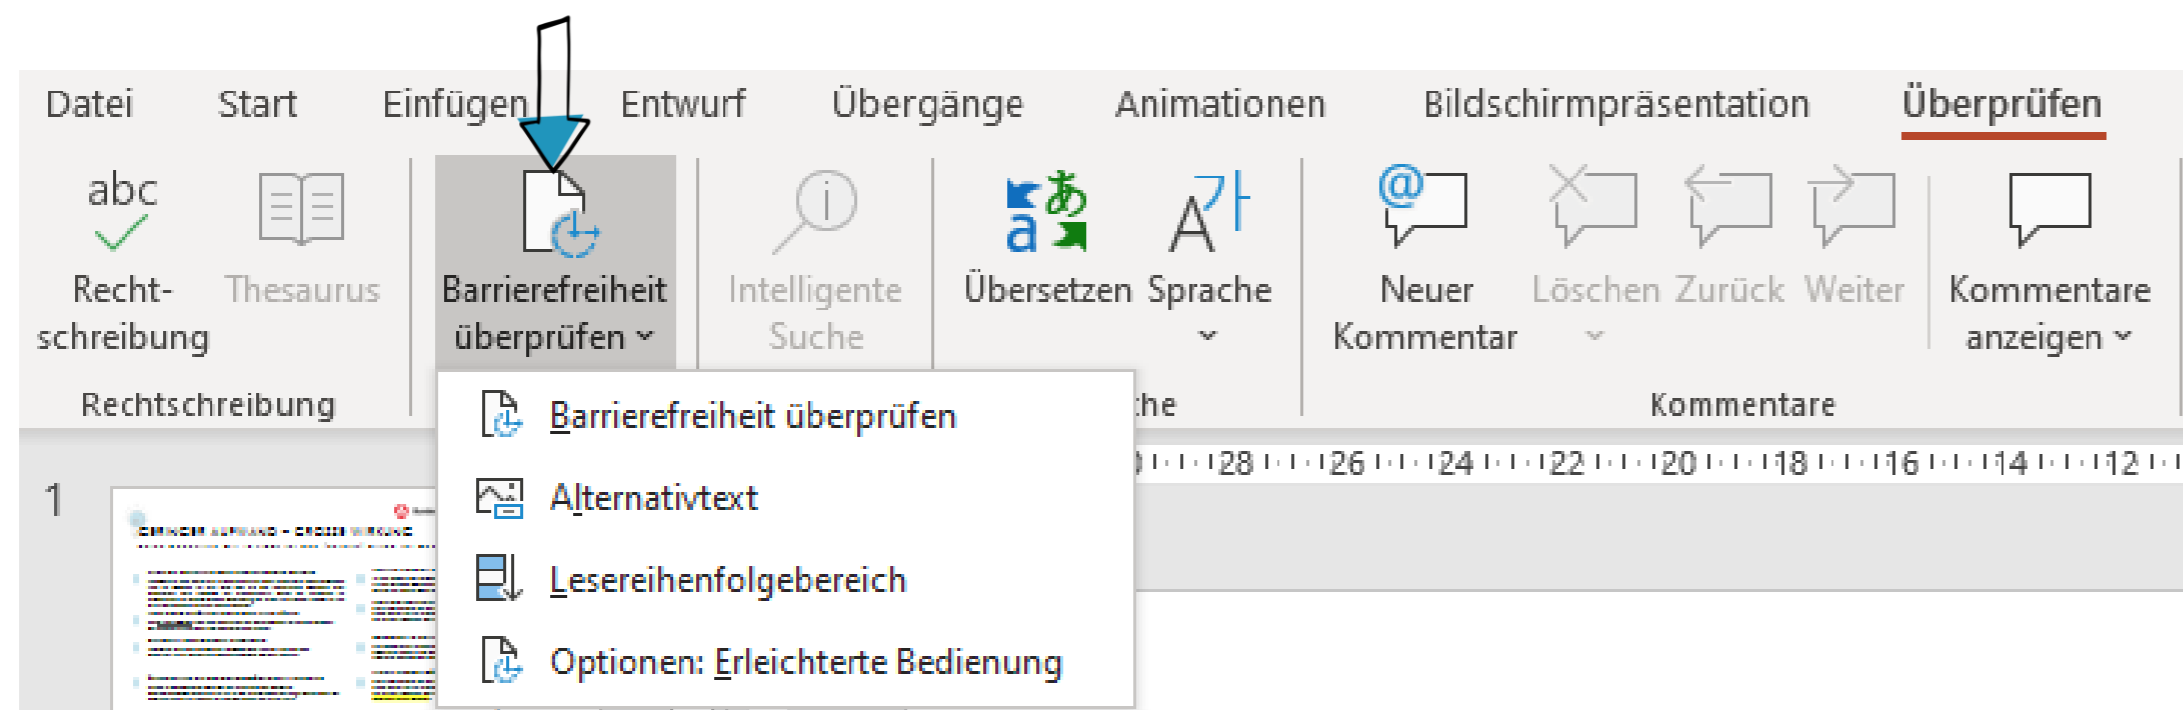 Datei Start Einfügen Entwurf Übergänge Animationen Bildschirmpräsentation Überprüfen
abc
Recht-
schreibung
Thesaurus
Barrierefreiheit
überprüfen
Intelligente
Suche
Übersetzen
Sprache
Neuer
Kommentar
Löschen
Zurück
Weiter
Kommentare
anzeigen
Rechtschreibung
che
Kommentare
Barrierefreiheit überprüfen
Alternativtext
Lesereihenfolgebereich
Optionen: Erleichterte Bedienung
28 26 24 22 20 18 16 14 12
1